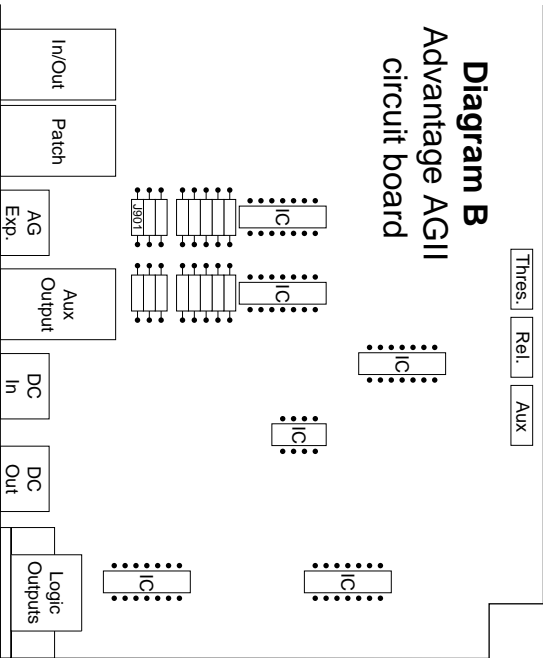 Diagram B
Advantage AGII
circuit board
Thres.
Rel.
Aux
IC
IC
IC
IC
IC
IC
J901
In/Out
Patch
AG
Exp.
Aux
Output
DC
In
DC
Out
Logic
Outputs